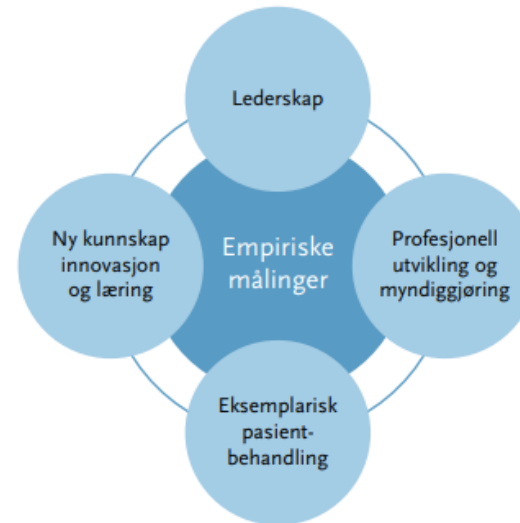 Lederskap
Ny kunnskap
innovasjon
og læring
Empiriske
målinger
Profesjonell
utvikling og
myndiggjøring
Eksemplarisk
pasient-
behandling